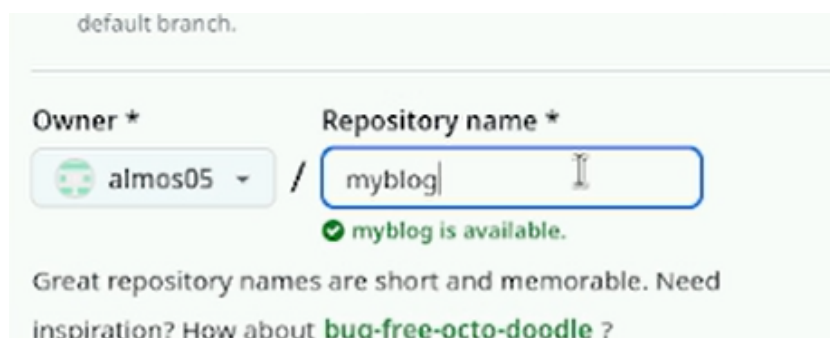 default branch.
Owner * Repository name *
almos05 / myblog
myblog is available.
Great repository names are short and memorable. Need
inspiration? How about bug-free-octo-doodle ?